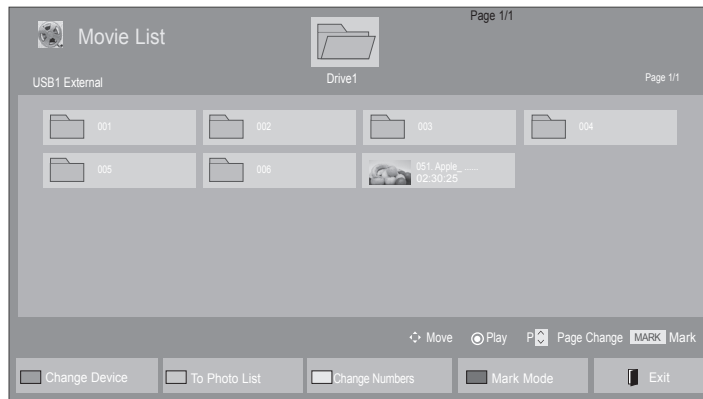 Page 1/1
Movie List
USB1 External
Drive1
Page 1/1
001
002
003
004
005
006
051. Apple_ ......
02:30:25
Move
Play
P
Page Change
MARK
Mark
Change Device
To Photo List
Change Numbers
Mark Mode
Exit